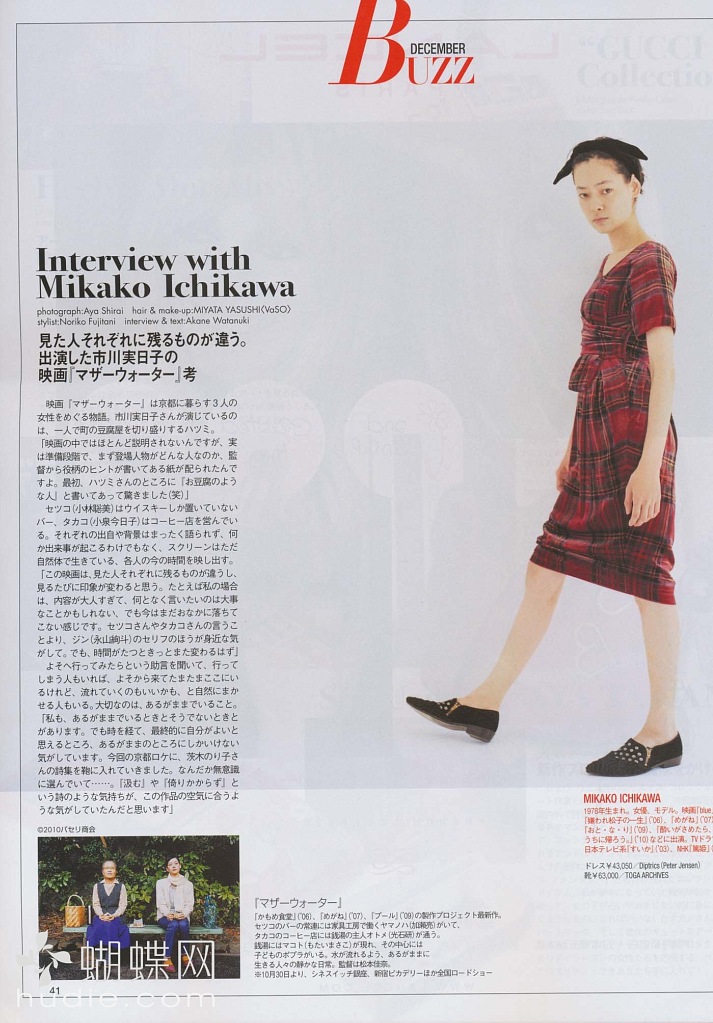 BUZZ
DECEMBER
Interview with
Mikako Ichikawa
photograph:Aya Shirai hair & make-up:MIYATA YASUSHI〈VaSO〉
stylist:Noriko Fujitani interview & text:Akane Watanuki
見た人それぞれに残るものが違う。
出演した市川実日子の
映画『マザーウォーター』考
映画『マザーウォーター』は京都に暮らす3人の
女性をめぐる物語。市川実日子さんが演じているの
は、一人で町の豆腐屋を切り盛りするハツミ。
「映画の中ではほとんど説明されないんですが、実
は準備段階で、まず登場人物がどんな人なのか、監
督から役柄のヒントが書いてある紙が配られたんで
すよ。最初、ハツミさんのところに『お豆腐のよう
な人』と書いてあって驚きました(笑)」
セツコ(小林聡美)はウイスキーしか置いていない
バー、タカコ(小泉今日子)はコーヒー店を営んでい
る。それぞれの出自や背景はまったく語られず、何
か出来事が起こるわけでもなく、スクリーンはただ
自然体で生きている、各人の今の時間を映し出す。
「この映画は、見た人それぞれに残るものが違うし、
見るたびに印象が変わると思う。たとえば私の場合
は、内容が大人すぎて、何となく言いたいのは大事
なことかもしれない、でも今はまだおなかに落ちて
こない感じです。セツコさんやタカコさんの言うこ
とより、ジン(永山絢斗)のセリフのほうが身近な気
がして。でも、時間がたつときっとまた変わるはず」
よそへ行ってみたらという助言を聞いて、行って
しまう人もいれば、よそから来てたまたまここにい
るけれど、流れていくのもいいかも、と自然にまか
せる人もいる。大切なのは、あるがままでいること。
「私も、あるがままでいるときとそうでないときと
があります。でも時を経て、最終的に自分がよいと
思えるところ、あるがままのところにしかいけない
気がしています。今回の京都ロケに、茨木のり子さ
んの詩集を鞄に入れていきました。なんだか無意識
に選んでいて……。『汲む』や『倚りかからず』と
いう詩のような気持ちが、この作品の空気に合うよ
うな気がしていたんだと思います」
©2010パセリ商会
『マザーウォーター』
「かもめ食堂」('06)、「めがね」('07)、「プール」('09)の製作プロジェクト最新作。
セツコのバーの常連には家具工房で働くヤマノハ(加瀬亮)がいて、
タカコのコーヒー店には銭湯の主人オトメ(光石研)が通う。
銭湯にはマコト(もたいまさこ)が現れ、その中心には
子どものポプラがいる。水が流れるよう、あるがままに
生きる人々の静かな日常。監督は松本佳奈。
※10月30日より、シネスイッチ銀座、新宿ピカデリーほか全国ロードショー
MIKAKO ICHIKAWA
1978年生まれ。女優、モデル。映画『blue』
『嫌われ松子の一生』('06)、『めがね』('07)
『おと・な・り』('09)、『酔いがさめたら、
うちに帰ろう。』('10)などに出演。TVドラ
日本テレビ系『すいか』('03)、NHK『篤姫』(
ドレス¥43,050/Diptrics(Peter Jensen)
靴¥63,000/TOGA ARCHIVES
蝴蝶网
hudie.com
41